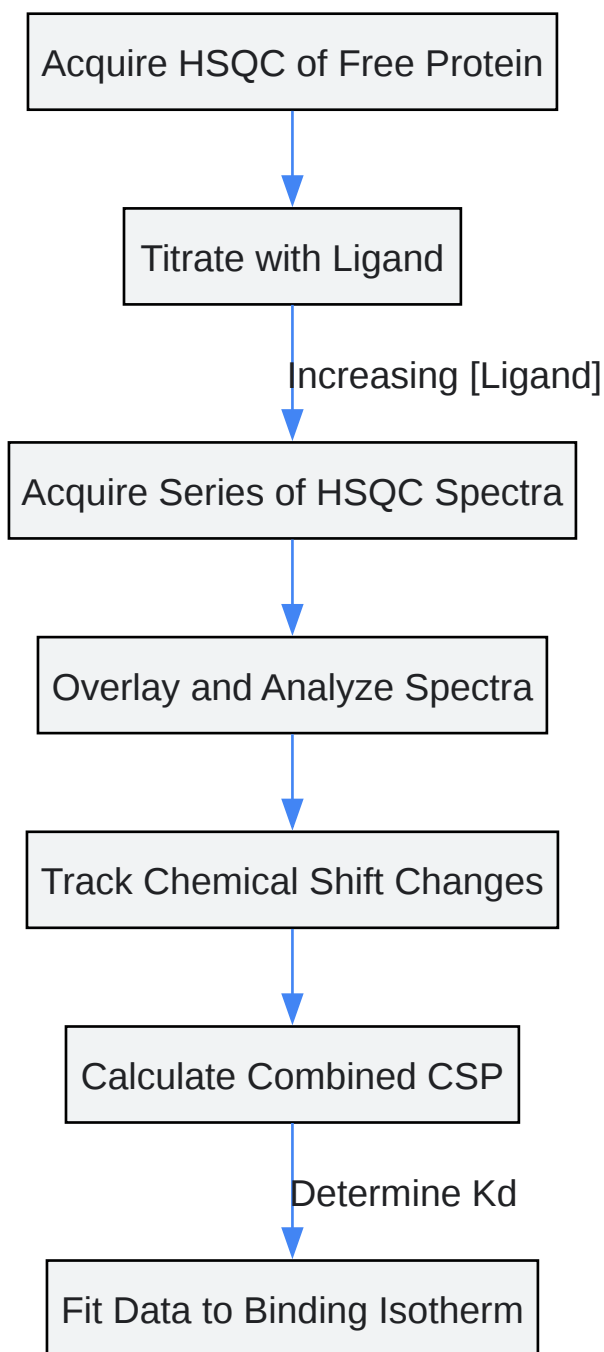 Acquire HSQC of Free Protein
Titrate with Ligand
Increasing [Ligand]
Acquire Series of HSQC Spectra
Overlay and Analyze Spectra
Track Chemical Shift Changes
Calculate Combined CSP
Determine Kd
Fit Data to Binding Isotherm